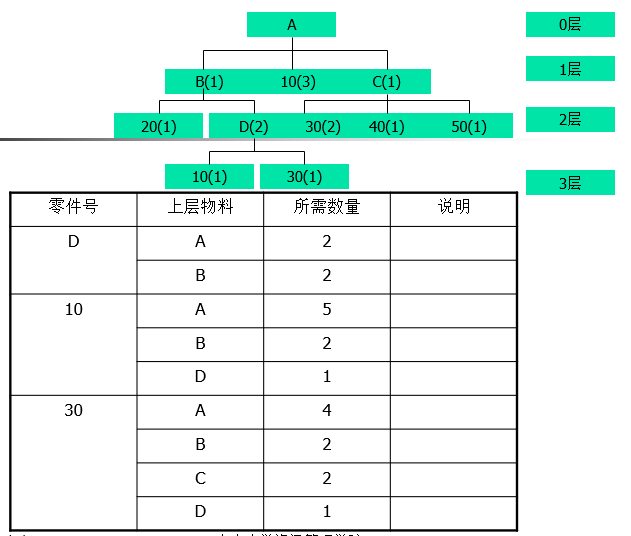 A 0层
B(1) 10(3) C(1) 1层
20(1) D(2) 30(2) 40(1) 50(1) 2层
10(1) 30(1) 3层
零件号 上层物料 所需数量 说明
D A 2
B 2
10 A 5
B 2
D 1
30 A 4
B 2
C 2
D 1